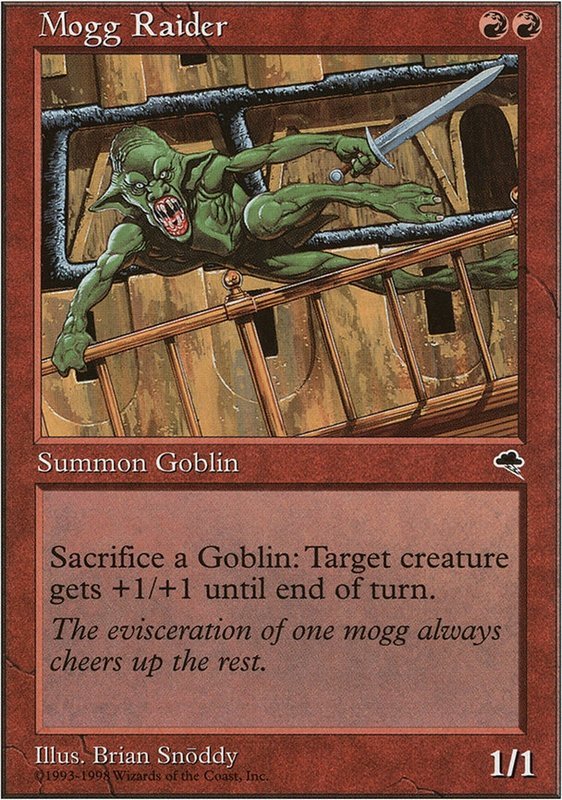 Mogg Raider
Summon Goblin
Sacrifice a Goblin: Target creature
gets +1/+1 until end of turn.
The evisceration of one mogg always
cheers up the rest.
Illus. Brian Snōddy
1/1
©1993-1998 Wizards of the Coast, Inc.